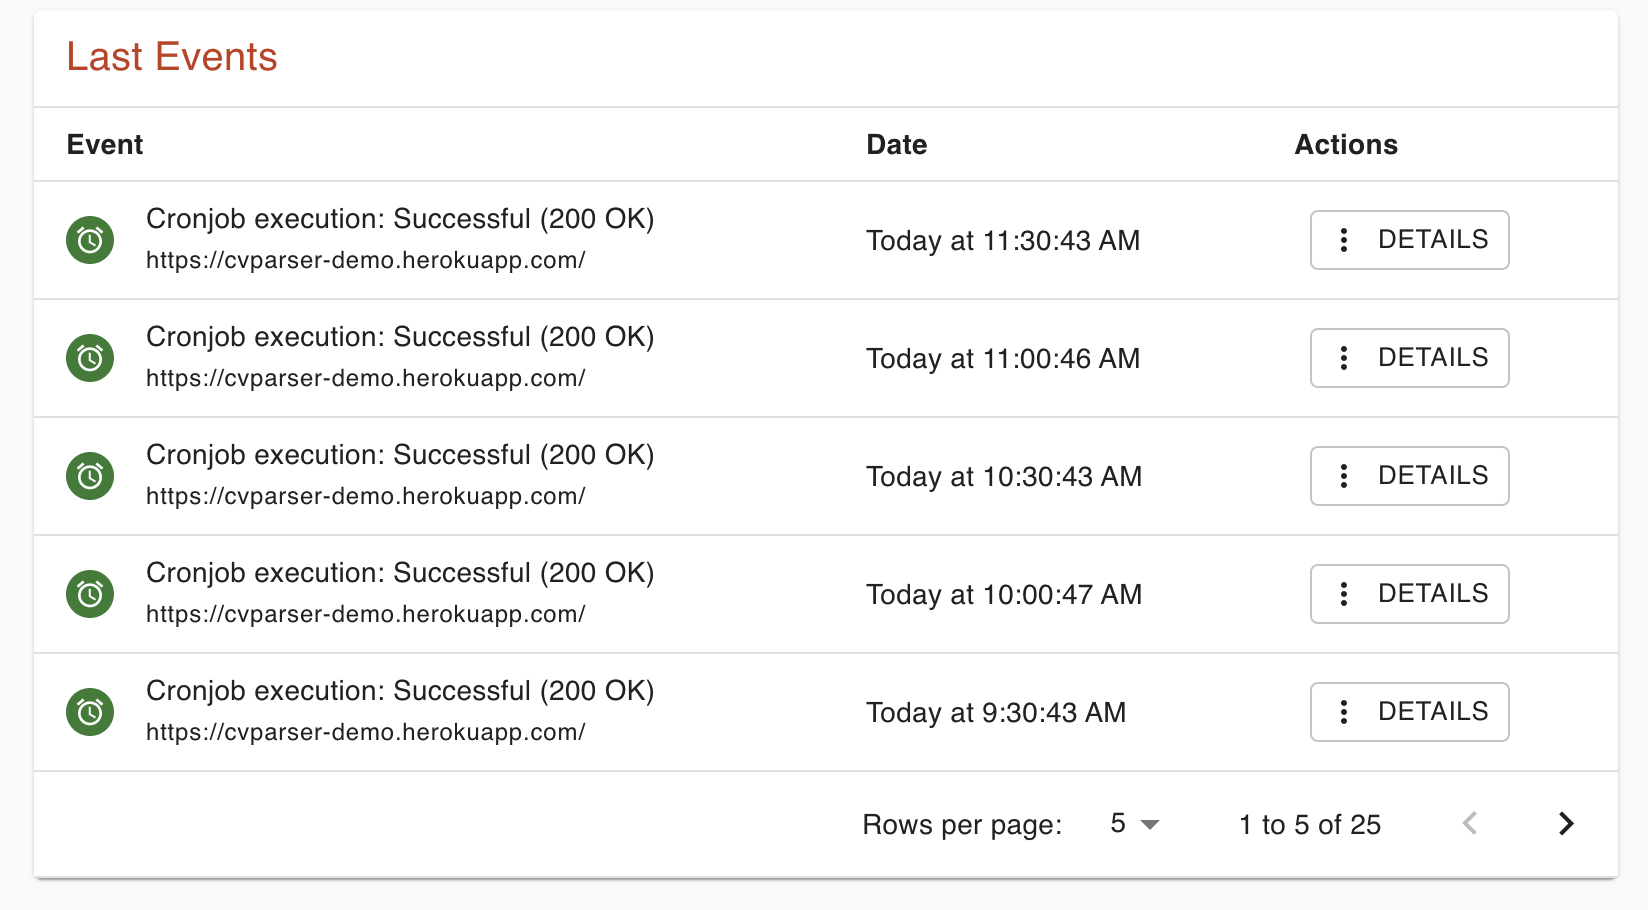 Last Events
Event Date Actions
Cronjob execution: Successful (200 OK)
https://cvparser-demo.herokuapp.com/
Today at 11:30:43 AM
DETAILS
Cronjob execution: Successful (200 OK)
https://cvparser-demo.herokuapp.com/
Today at 11:00:46 AM
DETAILS
Cronjob execution: Successful (200 OK)
https://cvparser-demo.herokuapp.com/
Today at 10:30:43 AM
DETAILS
Cronjob execution: Successful (200 OK)
https://cvparser-demo.herokuapp.com/
Today at 10:00:47 AM
DETAILS
Cronjob execution: Successful (200 OK)
https://cvparser-demo.herokuapp.com/
Today at 9:30:43 AM
DETAILS
Rows per page: 5 1 to 5 of 25